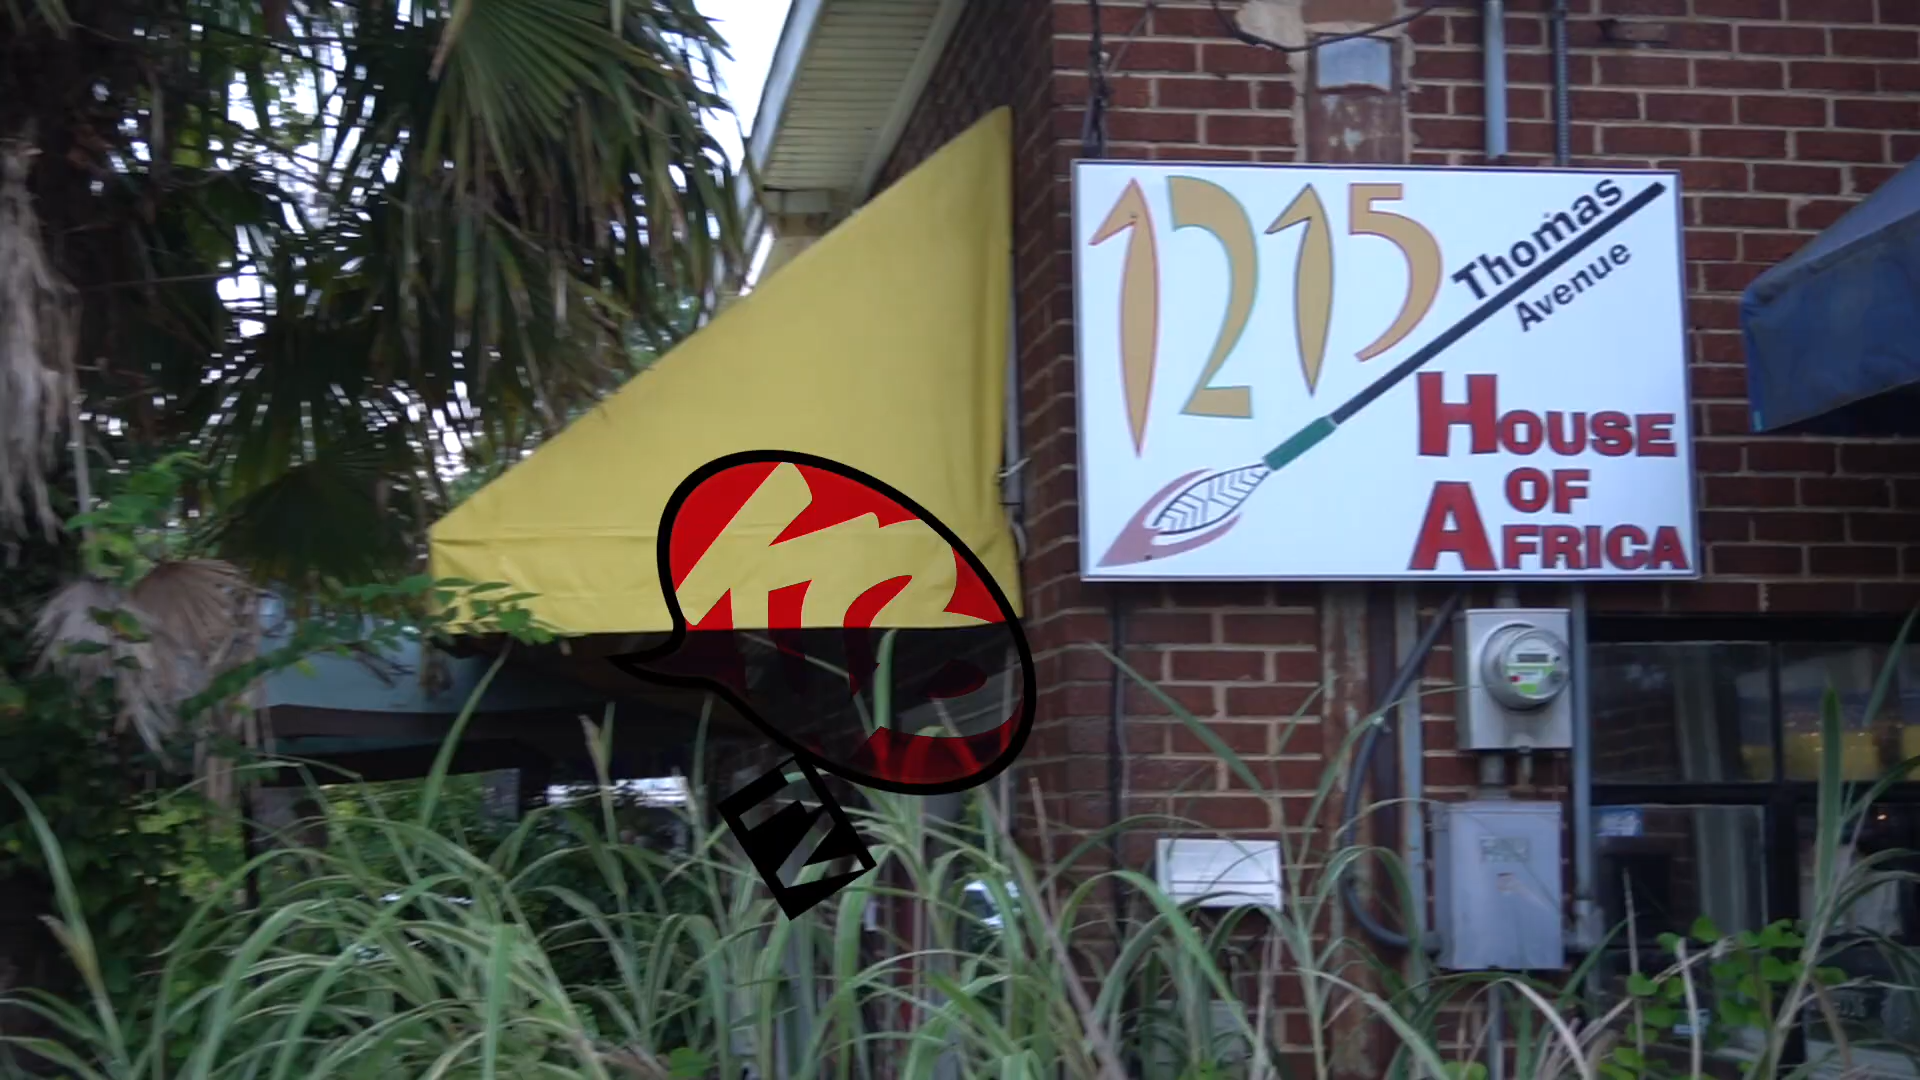 1215
Thomas
Avenue
HOUSE
OF
AFRICA